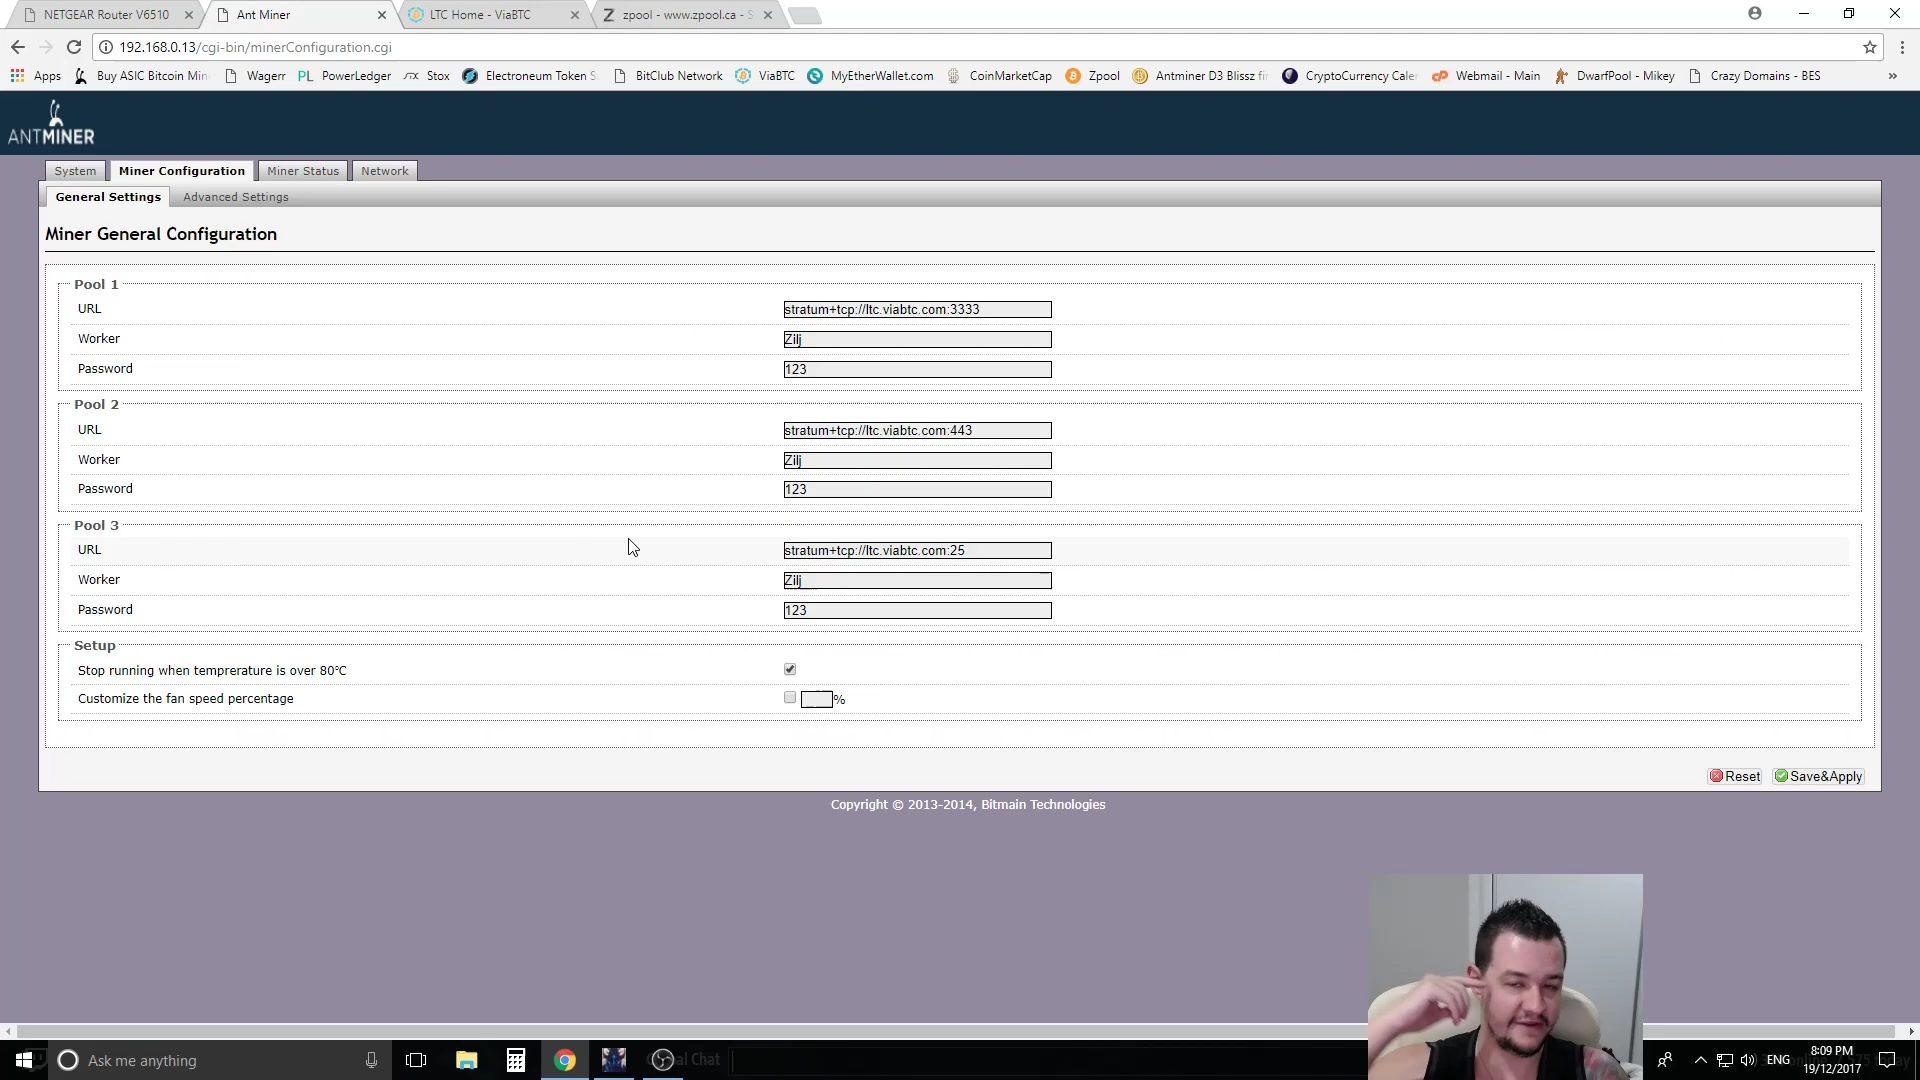 NETGEAR Router V6510
Ant Miner
LTC Home - ViaBTC
zpool - www.zpool.ca - S
192.168.0.13/cgi-bin/minerConfiguration.cgi
Apps
Buy ASIC Bitcoin Min
Wagerr
PL PowerLedger
STX Stox
Electroneum Token S
BitClub Network
ViaBTC
MyEtherWallet.com
CoinMarketCap
Zpool
Antminer D3 Blissz fi
CryptoCurrency Caler
Webmail - Main
DwarfPool - Mikey
Crazy Domains - BES
»
ANTMINER
System
Miner Configuration
Miner Status
Network
General Settings
Advanced Settings
Miner General Configuration
Pool 1
URL stratum+tcp://ltc.viabtc.com:3333
Worker Zilj
Password 123
Pool 2
URL stratum+tcp://ltc.viabtc.com:443
Worker Zilj
Password 123
Pool 3
URL stratum+tcp://ltc.viabtc.com:25
Worker Zilj
Password 123
Setup
Stop running when temprerature is over 80℃
Customize the fan speed percentage %
Reset
Save&Apply
Copyright © 2013-2014, Bitmain Technologies
Ask me anything
Chat
ENG
8:09 PM
19/12/2017